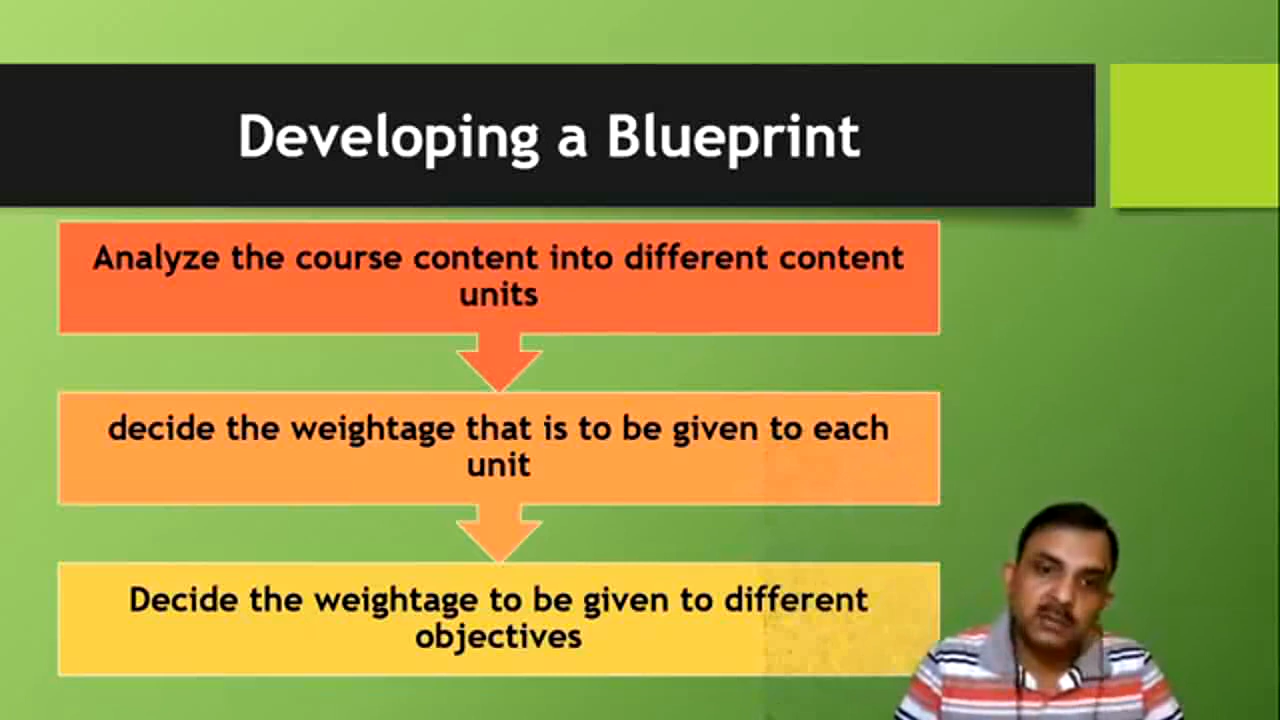 Developing a Blueprint
Analyze the course content into different content
units
decide the weightage that is to be given to each
unit
Decide the weightage to be given to different
objectives